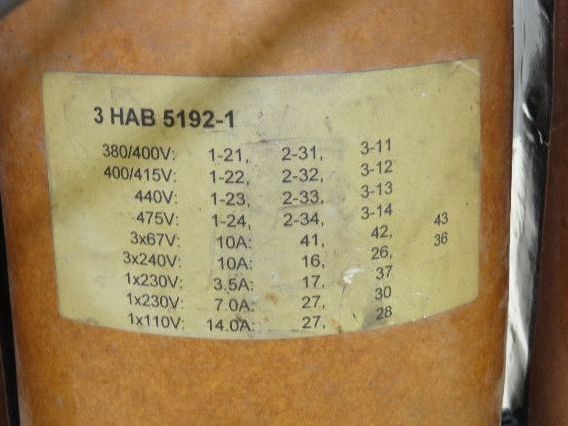 3 HAB 5192-1
380/400V: 1-21, 2-31, 3-11
400/415V: 1-22, 2-32, 3-12
440V: 1-23, 2-33, 3-13
475V: 1-24, 2-34, 3-14
3x67V: 10A: 41, 42, 43
3x240V: 10A: 16, 26, 36
1x230V: 3.5A: 17, 37
1x230V: 7.0A: 27, 30
1x110V: 14.0A: 27, 28